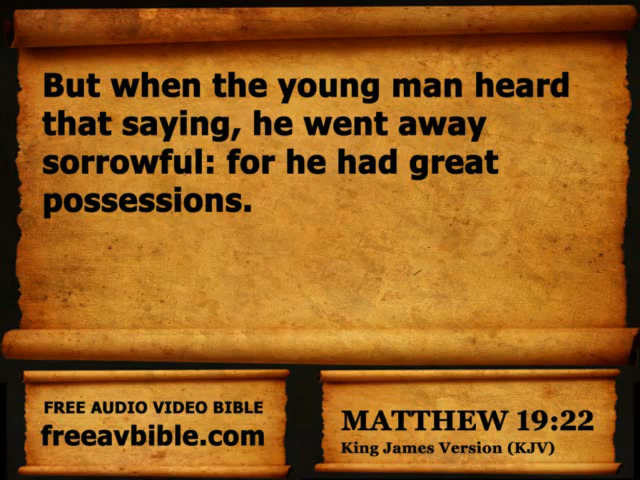 But when the young man heard
that saying, he went away
sorrowful: for he had great
possessions.
FREE AUDIO VIDEO BIBLE
freeavbible.com
MATTHEW 19:22
King James Version (KJV)